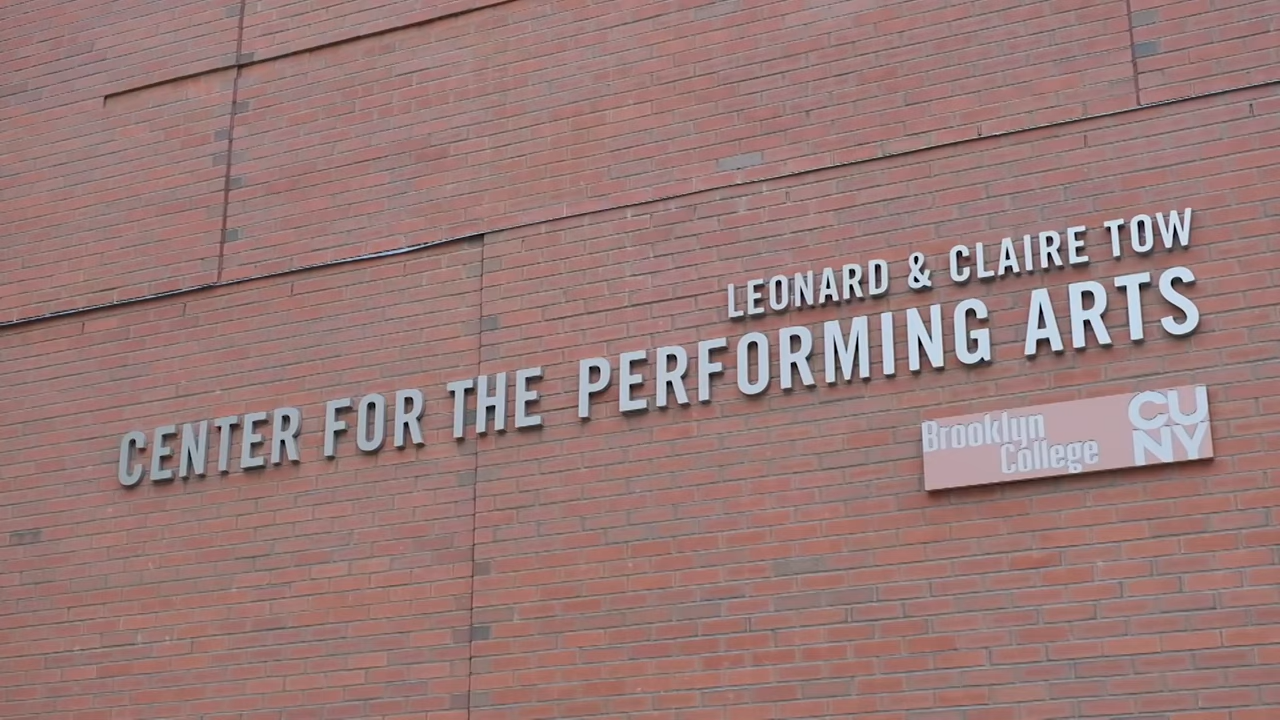 LEONARD & CLAIRE TOW
CENTER FOR THE PERFORMING ARTS
Brooklyn
College
CU
NY